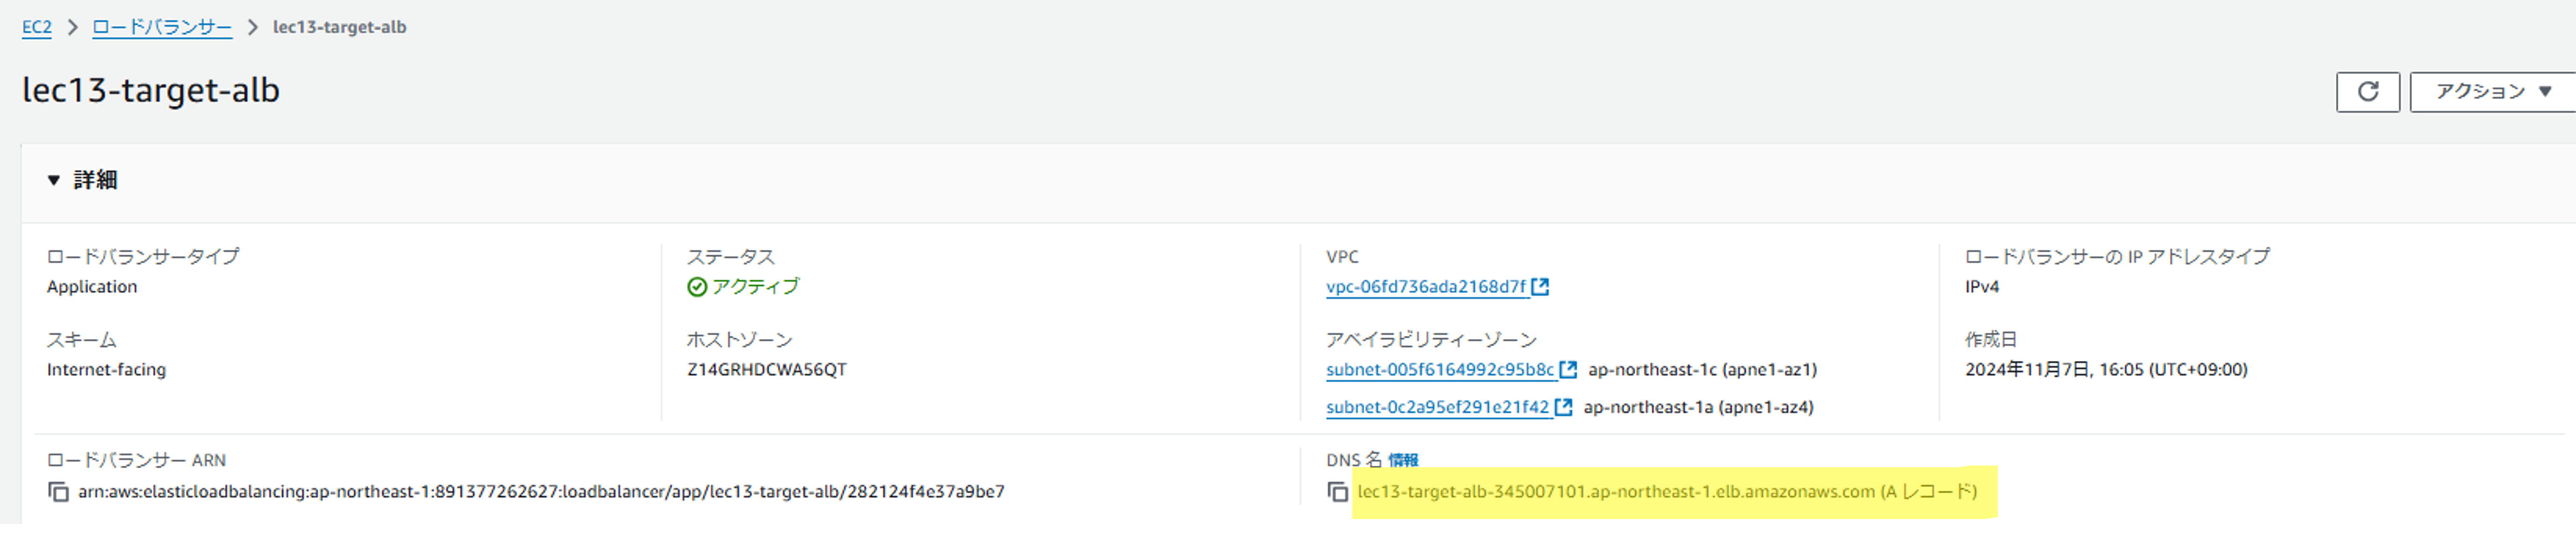 EC2 > ロードバランサー > lec13-target-alb
lec13-target-alb
アクション ▼
▼ 詳細
ロードバランサータイプ
Application
ステータス
アクティブ
VPC
vpc-06fd736ada2168d7f
ロードバランサーの IP アドレスタイプ
IPv4
スキーム
Internet-facing
ホストゾーン
Z14GRHDCWA56QT
アベイラビリティーゾーン
subnet-005f6164992c95b8c ap-northeast-1c (apne1-az1)
subnet-0c2a95ef291e21f42 ap-northeast-1a (apne1-az4)
作成日
2024年11月7日, 16:05 (UTC+09:00)
ロードバランサー ARN
arn:aws:elasticloadbalancing:ap-northeast-1:891377262627:loadbalancer/app/lec13-target-alb/282124f4e37a9be7
DNS 名 情報
lec13-target-alb-345007101.ap-northeast-1.elb.amazonaws.com (A レコード)